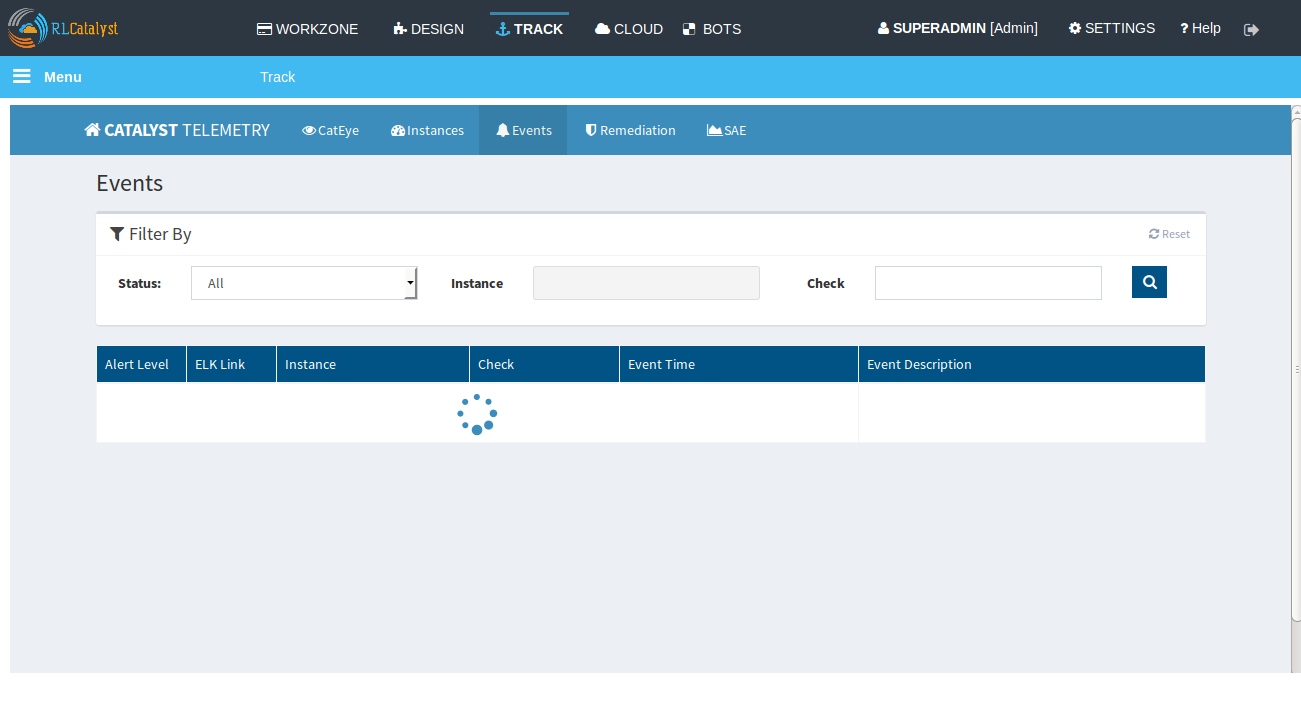 RLCatalyst WORKZONE DESIGN TRACK CLOUD BOTS SUPERADMIN [Admin] SETTINGS ? Help
Menu Track
CATALYST TELEMETRY CatEye Instances Events Remediation SAE
Events
Filter By Reset
Status: All Instance Check
Alert Level ELK Link Instance Check Event Time Event Description